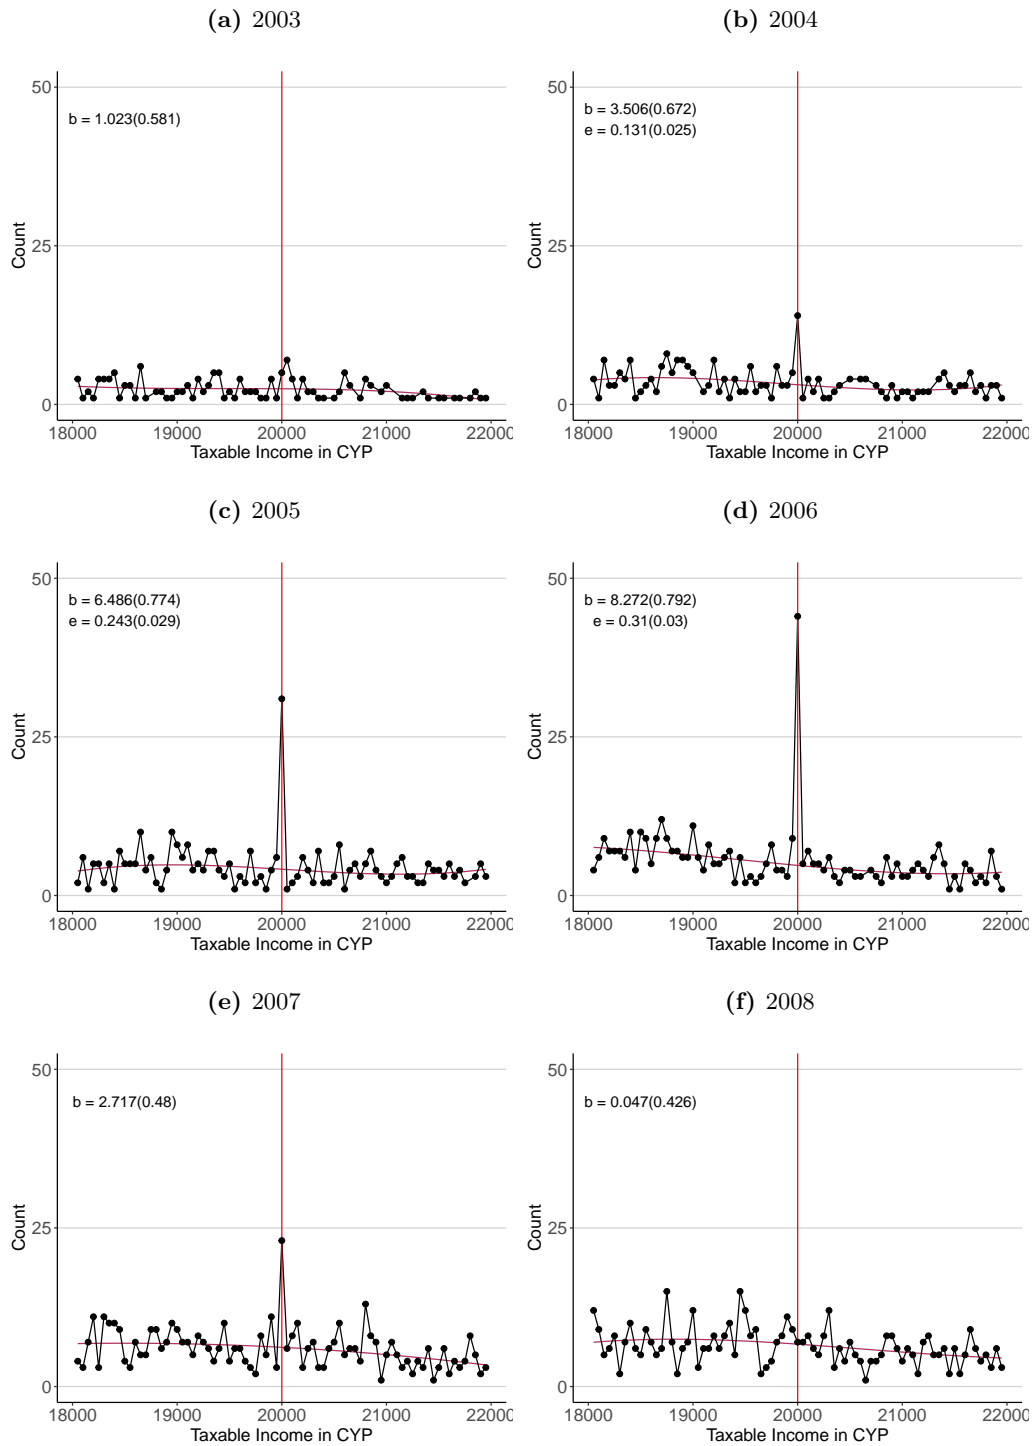 (a) 2003
50
25
0
b = 1.023(0.581)
Count
18000 19000 20000 21000 22000
Taxable Income in CYP
(b) 2004
50
25
0
b = 3.506(0.672)
e = 0.131(0.025)
Count
18000 19000 20000 21000 22000
Taxable Income in CYP
(c) 2005
50
25
0
b = 6.486(0.774)
e = 0.243(0.029)
Count
18000 19000 20000 21000 22000
Taxable Income in CYP
(d) 2006
50
25
0
b = 8.272(0.792)
e = 0.31(0.03)
Count
18000 19000 20000 21000 22000
Taxable Income in CYP
(e) 2007
50
25
0
b = 2.717(0.48)
Count
18000 19000 20000 21000 22000
Taxable Income in CYP
(f) 2008
50
25
0
b = 0.047(0.426)
Count
18000 19000 20000 21000 22000
Taxable Income in CYP